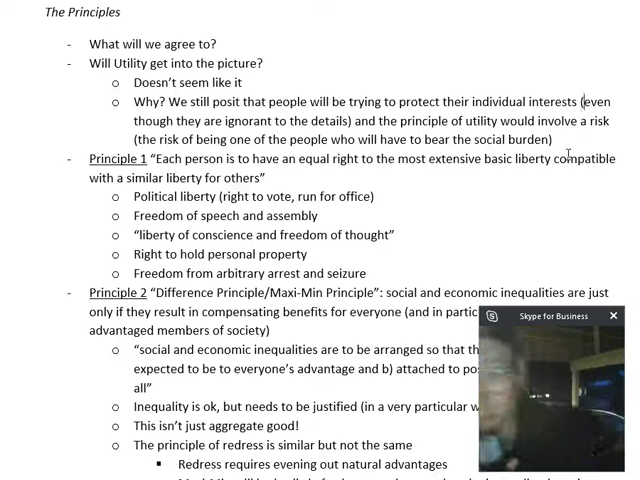 The Principles
- What will we agree to?
- Will Utility get into the picture?
o Doesn't seem like it
o Why? We still posit that people will be trying to protect their individual interests (even
though they are ignorant to the details) and the principle of utility would involve a risk
(the risk of being one of the people who will have to bear the social burden)
- Principle 1 “Each person is to have an equal right to the most extensive basic liberty compatible
with a similar liberty for others”
o Political liberty (right to vote, run for office)
o Freedom of speech and assembly
o “liberty of conscience and freedom of thought”
o Right to hold personal property
o Freedom from arbitrary arrest and seizure
- Principle 2 “Difference Principle/Maxi-Min Principle”: social and economic inequalities are just
only if they result in compensating benefits for everyone (and in
Skype for Business
advantaged members of society)
o “social and economic inequalities are to be arranged so that
expected to be to everyone's advantage and b) attached to
all”
o Inequality is ok, but needs to be justified (in a very particular
o This isn't just aggregate good!
o The principle of redress is similar but not the same
▪ Redress requires evening out natural advantages